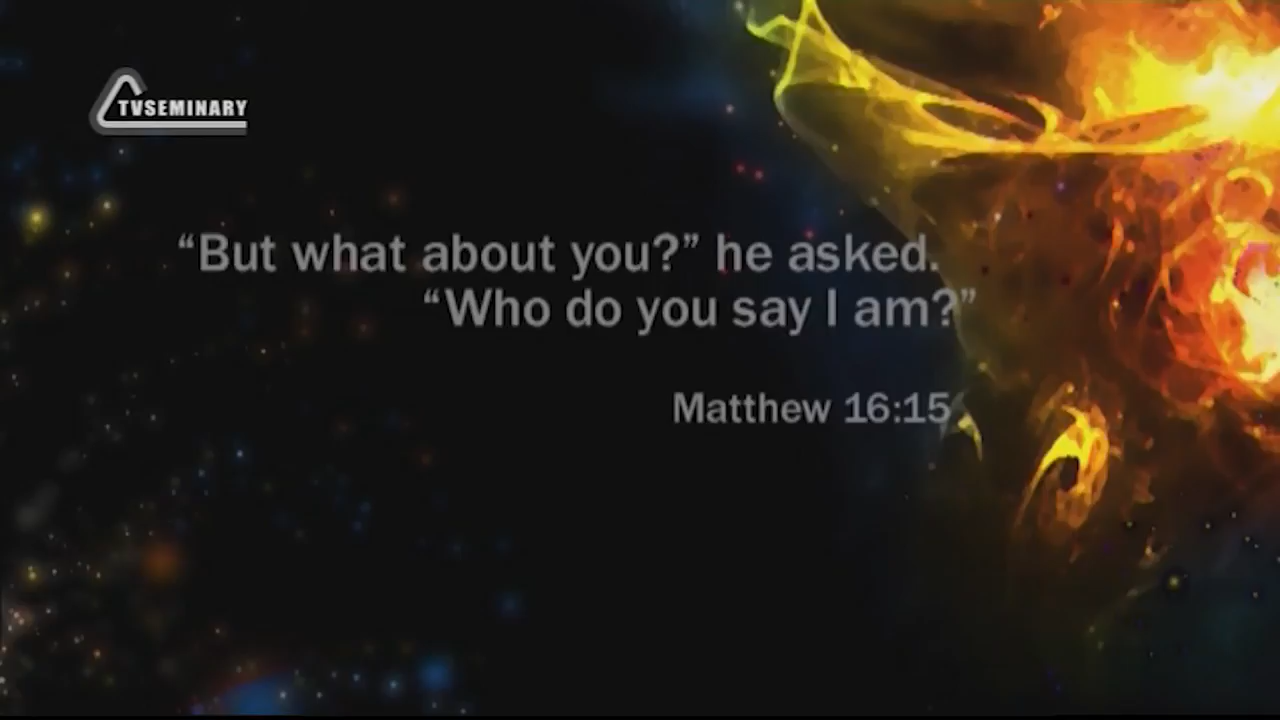 TVSEMINARY
“But what about you?” he asked.
“Who do you say I am?”
Matthew 16:15